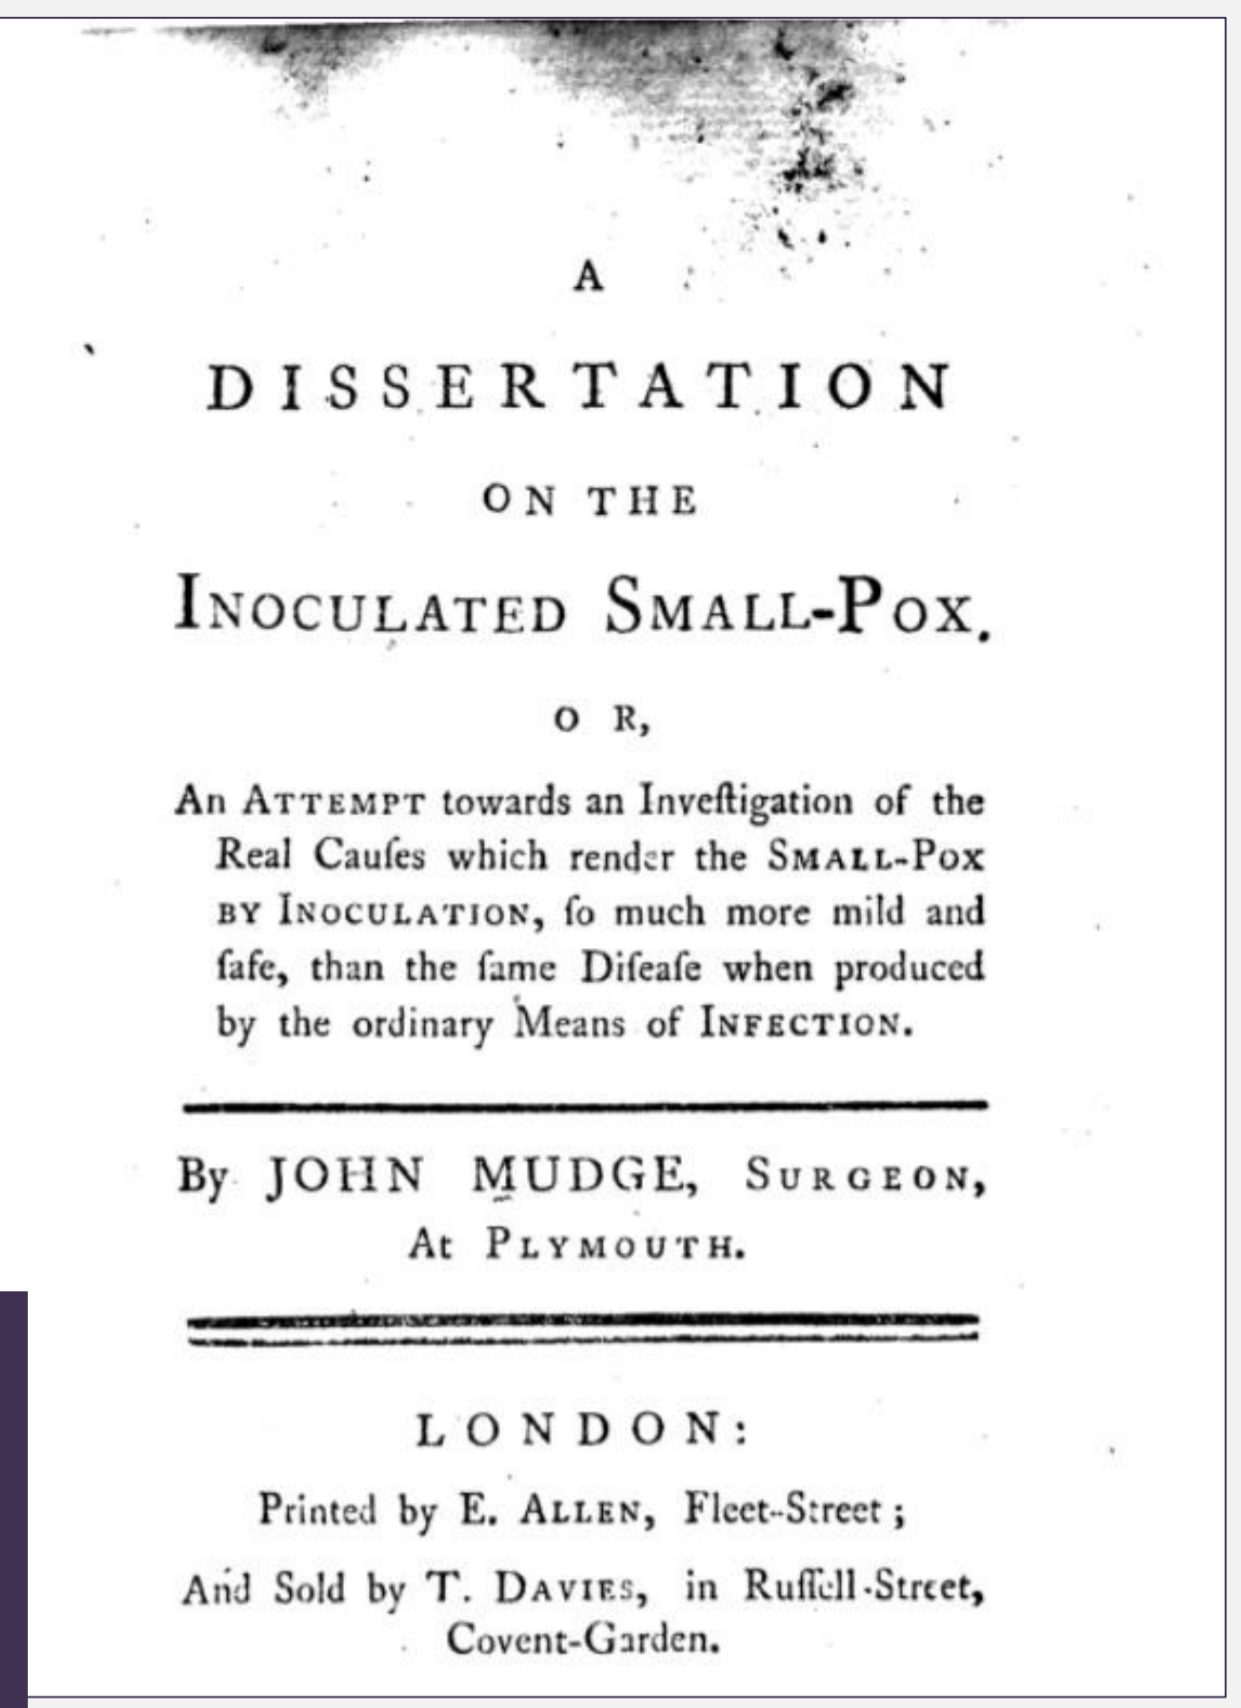 A
DISSERTATION
ON THE
INOCULATED SMALL-POX.
OR,
An ATTEMPT towards an Inveſtigation of the
Real Cauſes which render the SMALL-POX
BY INOCULATION, ſo much more mild and
ſafe, than the ſame Diſeaſe when produced
by the ordinary Means of INFECTION.
By JOHN MUDGE, SURGEON,
At PLYMOUTH.
LONDON:
Printed by E. ALLEN, Fleet-Street;
And Sold by T. DAVIES, in Ruſſell-Street,
Covent-Garden.